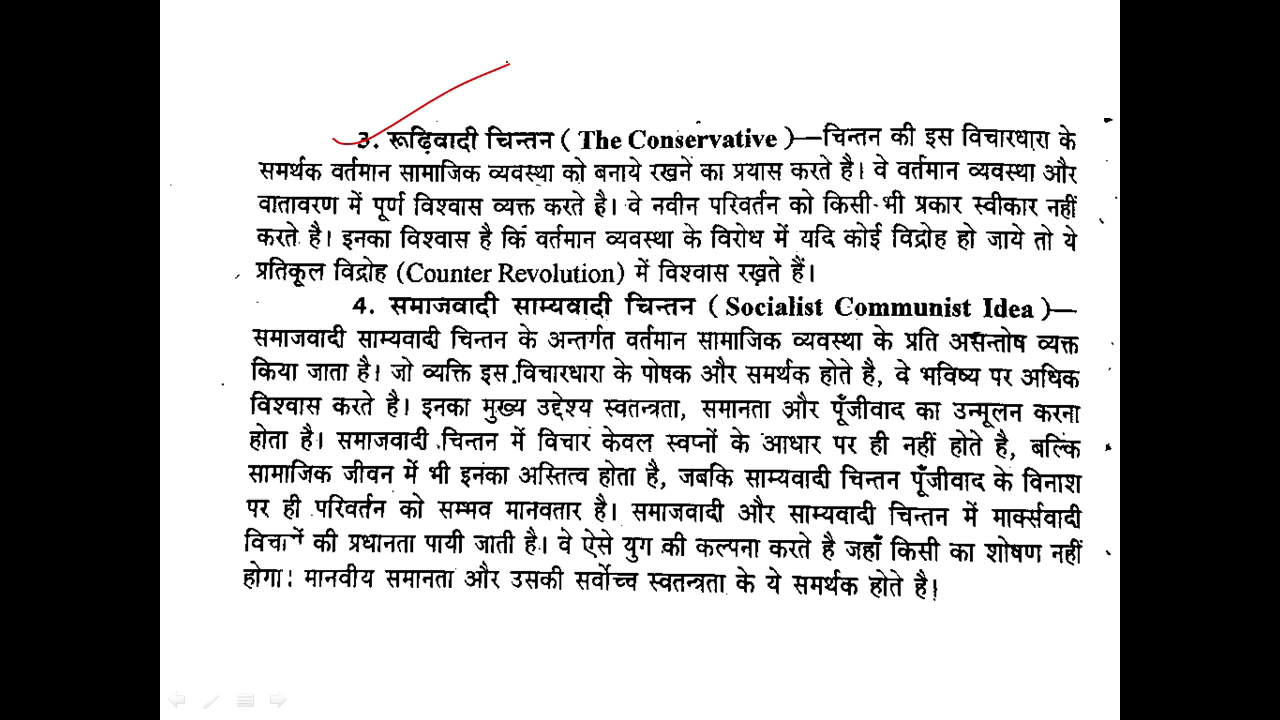 3. रूढ़िवादी चिन्तन ( The Conservative )—चिन्तन की इस विचारधारा के
समर्थक वर्तमान सामाजिक व्यवस्था को बनाये रखने का प्रयास करते है। वे वर्तमान व्यवस्था और
वातावरण में पूर्ण विश्वास व्यक्त करते है। वे नवीन परिवर्तन को किसी भी प्रकार स्वीकार नहीं
करते है। इनका विश्वास है कि वर्तमान व्यवस्था के विरोध में यदि कोई विद्रोह हो जाये तो ये
प्रतिकूल विद्रोह (Counter Revolution) में विश्वास रखते हैं।
4. समाजवादी साम्यवादी चिन्तन ( Socialist Communist Idea )—
समाजवादी साम्यवादी चिन्तन के अन्तर्गत वर्तमान सामाजिक व्यवस्था के प्रति असन्तोष व्यक्त
किया जाता है। जो व्यक्ति इस विचारधारा के पोषक और समर्थक होते है, वे भविष्य पर अधिक
विश्वास करते है। इनका मुख्य उद्देश्य स्वतन्त्रता, समानता और पूँजीवाद का उन्मूलन करना
होता है। समाजवादी चिन्तन में विचार केवल स्वप्नों के आधार पर ही नहीं होते है, बल्कि
सामाजिक जीवन में भी इनका अस्तित्व होता है, जबकि साम्यवादी चिन्तन पूँजीवाद के विनाश
पर ही परिवर्तन को सम्भव मानवतार है। समाजवादी और साम्यवादी चिन्तन में मार्क्सवादी
विचारों की प्रधानता पायी जाती है। वे ऐसे युग की कल्पना करते है जहाँ किसी का शोषण नहीं
होगा। मानवीय समानता और उसकी सर्वोच्च स्वतन्त्रता के ये समर्थक होते है।